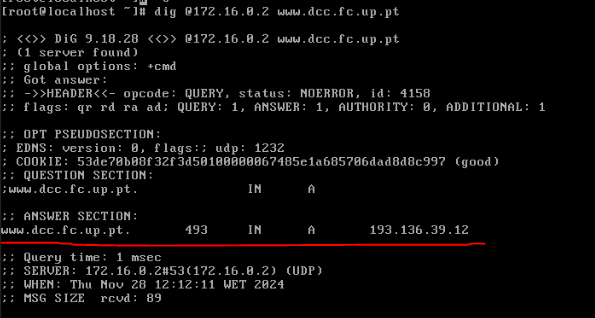 [root@localhost ~]# dig @172.16.0.2 www.dcc.fc.up.pt
; <<>> DiG 9.18.28 <<>> @172.16.0.2 www.dcc.fc.up.pt
; (1 server found)
;; global options: +cmd
;; Got answer:
;; ->>HEADER<<- opcode: QUERY, status: NOERROR, id: 4158
;; flags: qr rd ra ad; QUERY: 1, ANSWER: 1, AUTHORITY: 0, ADDITIONAL: 1
;; OPT PSEUDOSECTION:
; EDNS: version: 0, flags:; udp: 1232
; COOKIE: 53de70b08f32f3d50100000067485e1a685706dad8d8c997 (good)
;; QUESTION SECTION:
;www.dcc.fc.up.pt. IN A
;; ANSWER SECTION:
www.dcc.fc.up.pt. 493 IN A 193.136.39.12
;; Query time: 1 msec
;; SERVER: 172.16.0.2#53(172.16.0.2) (UDP)
;; WHEN: Thu Nov 28 12:12:11 WET 2024
;; MSG SIZE rcvd: 89